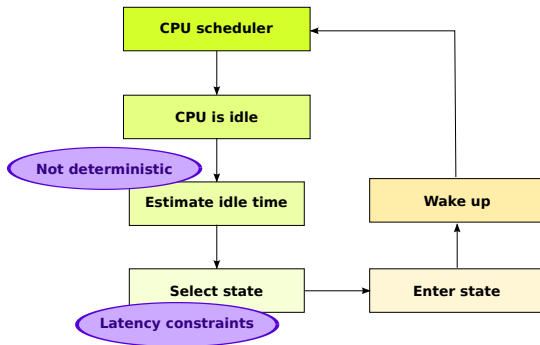 CPU scheduler
CPU is idle
Not deterministic
Estimate idle time
Wake up
Select state
Enter state
Latency constraints